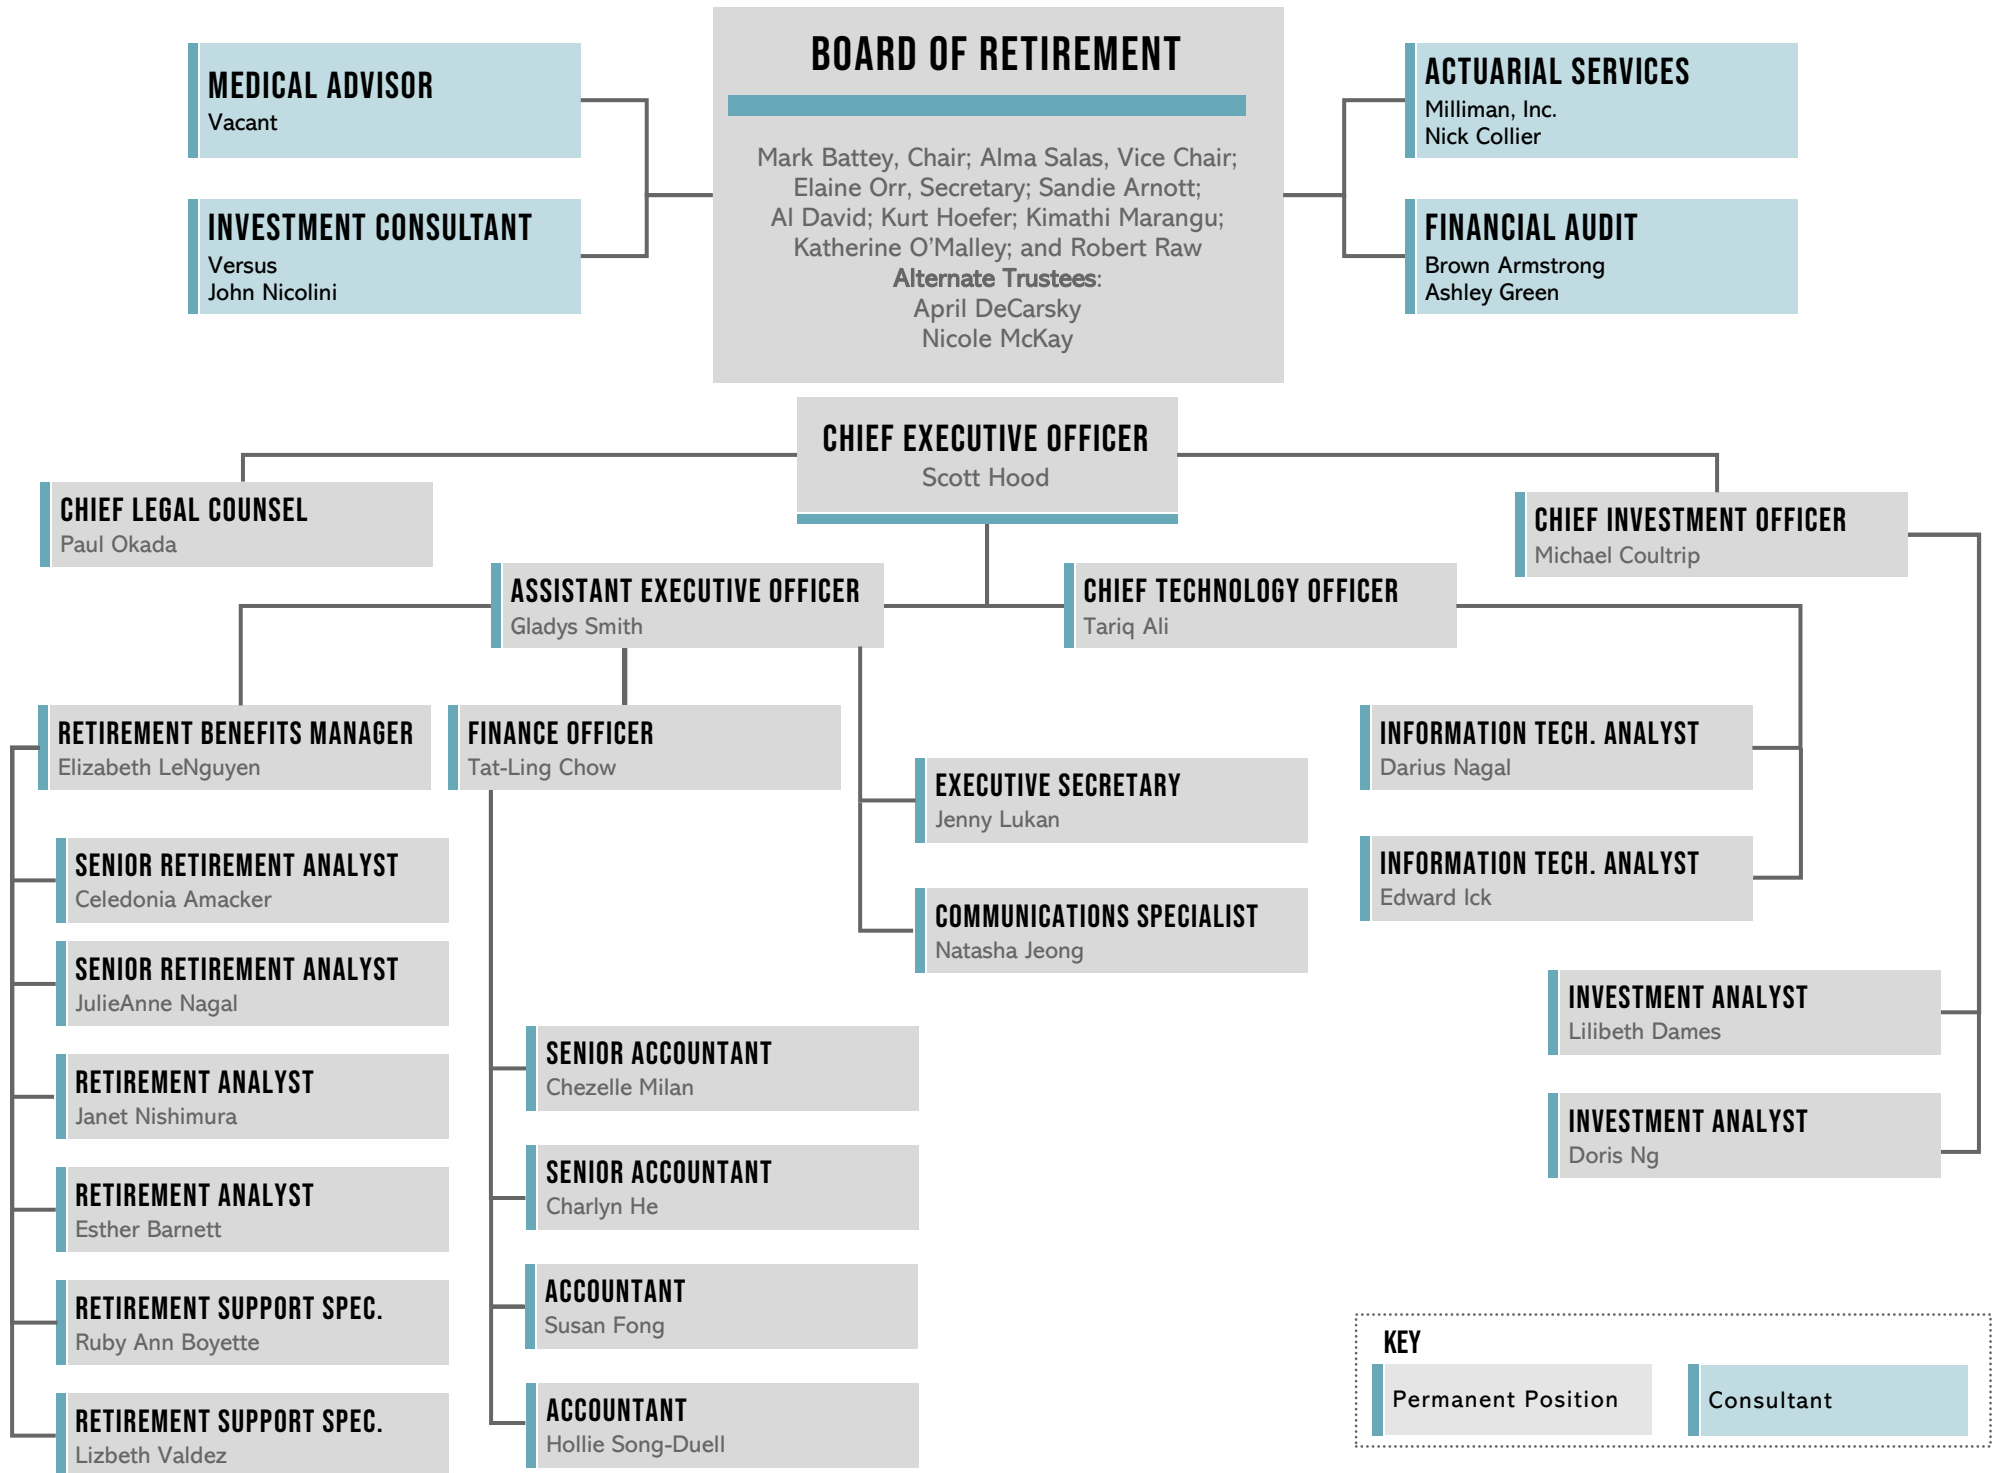 BOARD OF RETIREMENT
Mark Battey, Chair; Alma Salas, Vice Chair;
Elaine Orr, Secretary; Sandie Arnott;
Al David; Kurt Hoefer; Kimathi Marangu;
Katherine O'Malley; and Robert Raw
Alternate Trustees:
April DeCarsky
Nicole McKay
MEDICAL ADVISOR
Vacant
INVESTMENT CONSULTANT
Versus
John Nicolini
ACTUARIAL SERVICES
Milliman, Inc.
Nick Collier
FINANCIAL AUDIT
Brown Armstrong
Ashley Green
CHIEF EXECUTIVE OFFICER
Scott Hood
CHIEF LEGAL COUNSEL
Paul Okada
CHIEF INVESTMENT OFFICER
Michael Coultrip
ASSISTANT EXECUTIVE OFFICER
Gladys Smith
CHIEF TECHNOLOGY OFFICER
Tariq Ali
RETIREMENT BENEFITS MANAGER
Elizabeth LeNguyen
FINANCE OFFICER
Tat-Ling Chow
EXECUTIVE SECRETARY
Jenny Lukan
COMMUNICATIONS SPECIALIST
Natasha Jeong
INFORMATION TECH. ANALYST
Darius Nagal
INFORMATION TECH. ANALYST
Edward Ick
SENIOR RETIREMENT ANALYST
Celedonia Amacker
SENIOR RETIREMENT ANALYST
JulieAnne Nagal
RETIREMENT ANALYST
Janet Nishimura
RETIREMENT ANALYST
Esther Barnett
RETIREMENT SUPPORT SPEC.
Ruby Ann Boyette
RETIREMENT SUPPORT SPEC.
Lizbeth Valdez
SENIOR ACCOUNTANT
Chezelle Milan
SENIOR ACCOUNTANT
Charlyn He
ACCOUNTANT
Susan Fong
ACCOUNTANT
Hollie Song-Duell
INVESTMENT ANALYST
Lilibeth Dames
INVESTMENT ANALYST
Doris Ng
KEY
Permanent Position
Consultant